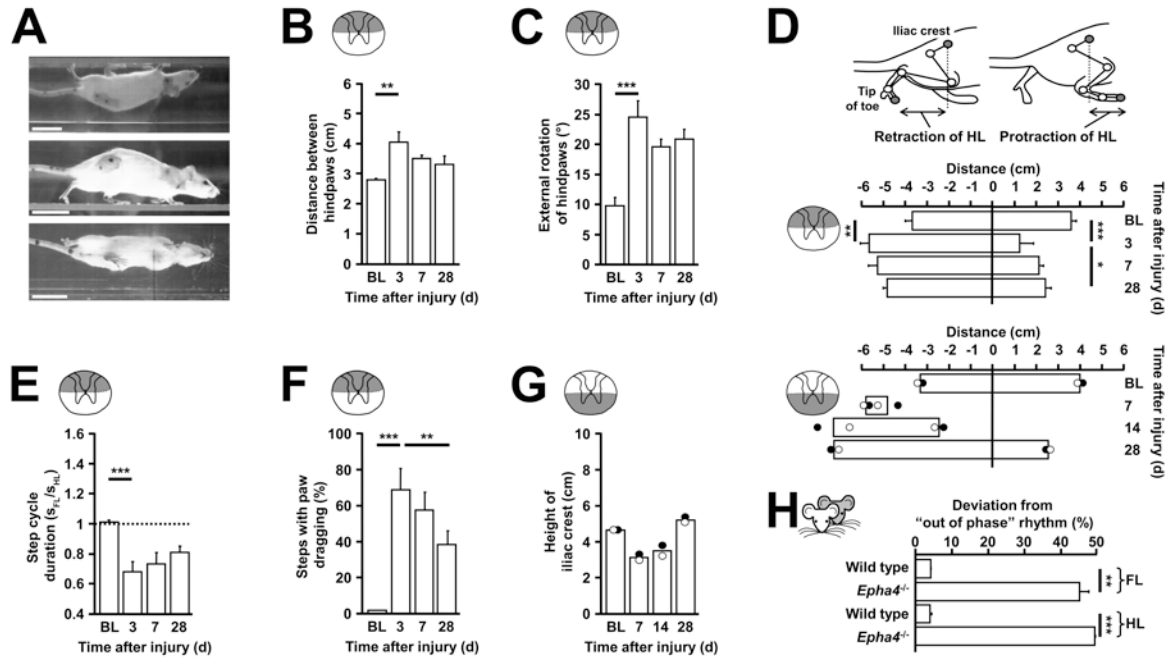 A
B
Distance between
hindpaws (cm)
6
5
4
3
2
1
0
**
BL 3 7 28
Time after injury (d)
C
External rotation
of hindpaws (°)
30
20
10
0
***
BL 3 7 28
Time after injury (d)
D
Iliac crest
Tip
of toe
Retraction of HL
Protraction of HL
Distance (cm)
-6 -5 -4 -3 -2 -1 0 1 2 3 4 5 6
**
***
*
BL
3
7
28
Time after injury (d)
Distance (cm)
-6 -5 -4 -3 -2 -1 0 1 2 3 4 5 6
BL
7
14
28
Time after injury (d)
E
Step cycle
duration (sFL/sHL)
1.6
1.4
1.2
1
0.8
0.6
0.4
***
BL 3 7 28
Time after injury (d)
F
Steps with paw
dragging (%)
100
80
60
40
20
0
*** **
BL 3 7 28
Time after injury (d)
G
Height of
iliac crest (cm)
10
8
6
4
2
0
BL 7 14 28
Time after injury (d)
H
Deviation from
"out of phase" rhythm (%)
0 10 20 30 40 50
Wild type
Epha4-/-
** FL
Wild type
Epha4-/-
*** HL